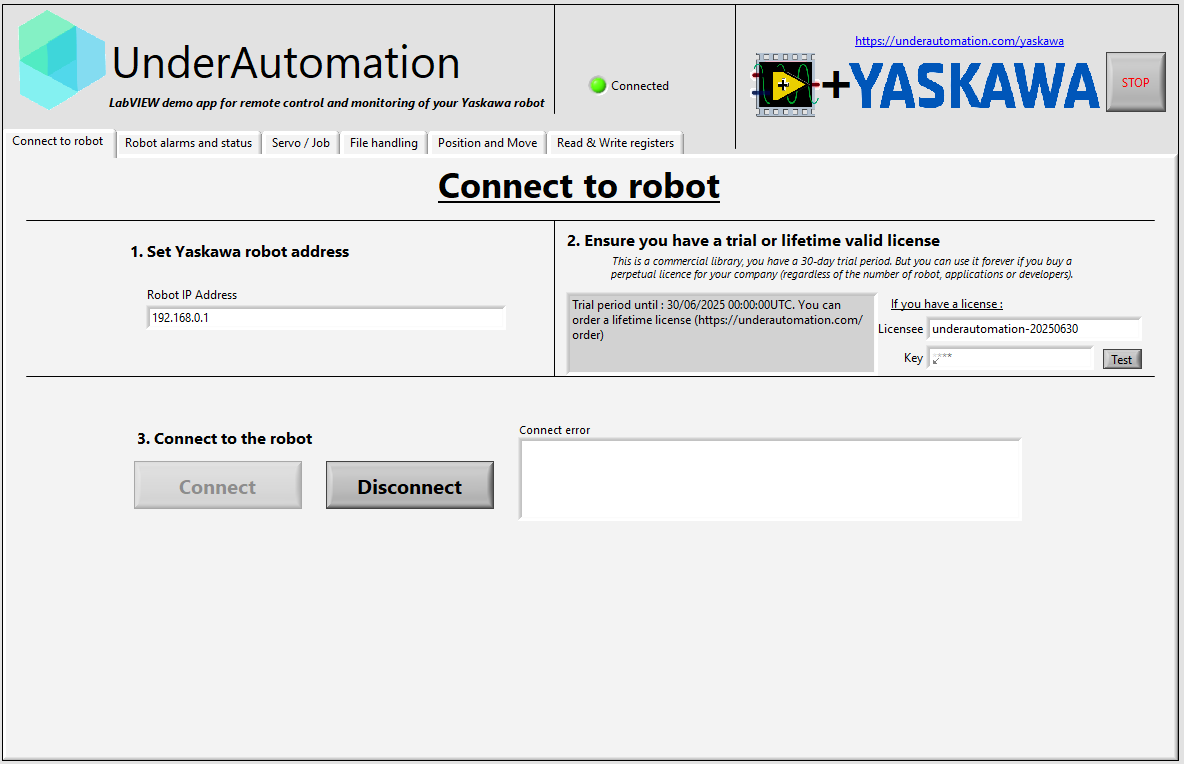 UnderAutomation
LabVIEW demo app for remote control and monitoring of your Yaskawa robot
Connected
https://underautomation.com/yaskawa
+YASKAWA
STOP
Connect to robot
Robot alarms and status
Servo / Job
File handling
Position and Move
Read & Write registers
Connect to robot
1. Set Yaskawa robot address
Robot IP Address
192.168.0.1
2. Ensure you have a trial or lifetime valid license
This is a commercial library, you have a 30-day trial period. But you can use it forever if you buy a
perpetual licence for your company (regardless of the number of robot, applications or developers).
Trial period until : 30/06/2025 00:00:00UTC. You can
order a lifetime license (https://underautomation.com/
order)
If you have a license :
Licensee
underautomation-20250630
Key
Test
3. Connect to the robot
Connect
Disconnect
Connect error